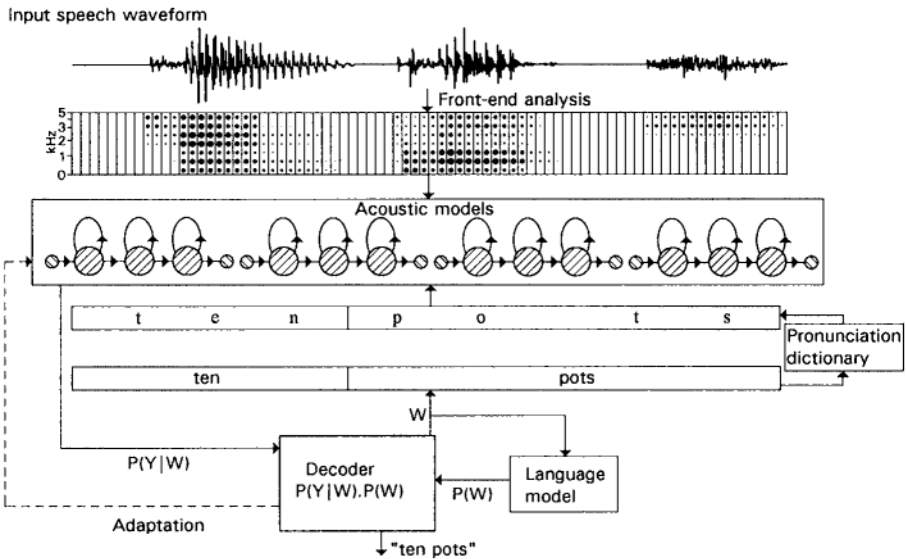 Input speech waveform
Front-end analysis
5
4
3
2
1
0
kHz
Acoustic models
t e n p o t s
Pronunciation
dictionary
ten pots
W
P(Y|W)
Decoder
P(Y|W).P(W)
P(W)
Language
model
Adaptation
"ten pots"